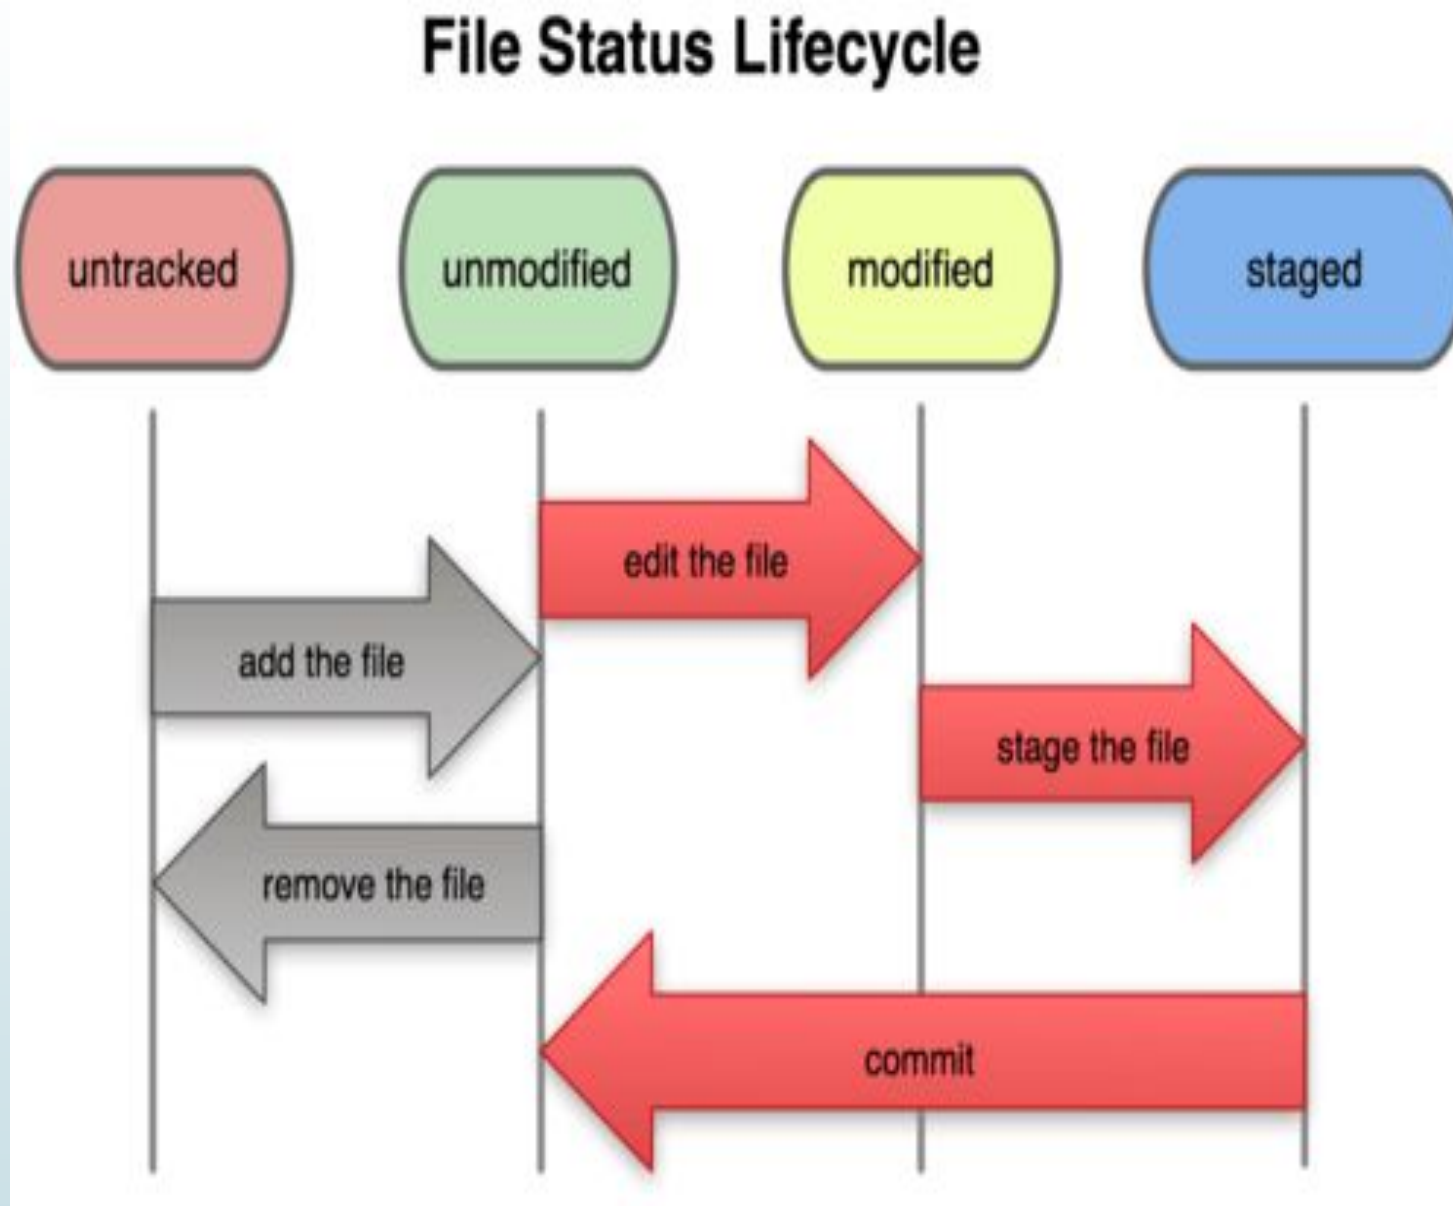 File Status Lifecycle
untracked
unmodified
modified
staged
edit the file
add the file
stage the file
remove the file
commit